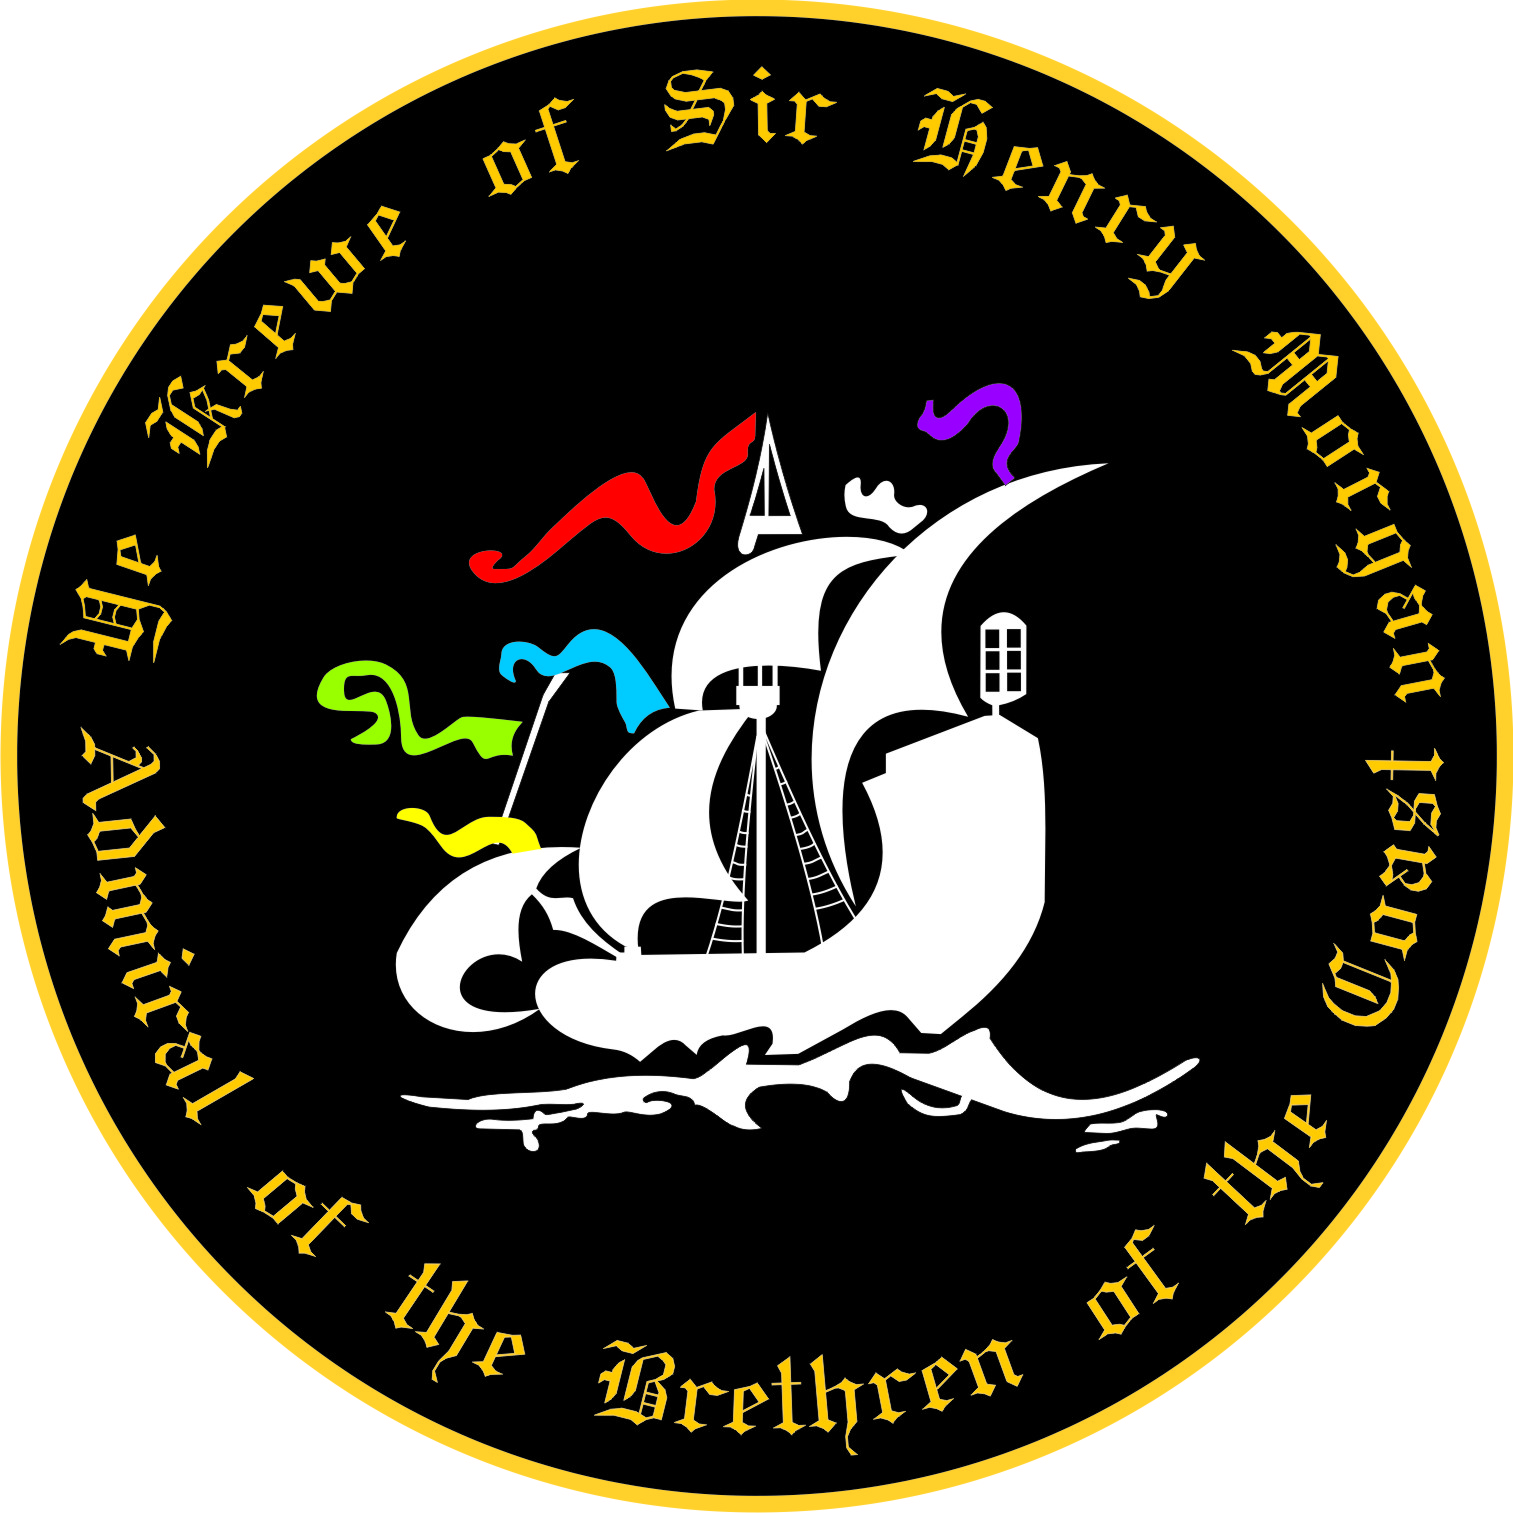 Ye Krewe of Sir Henry Morgan
Admiral of the Brethren of the Coast